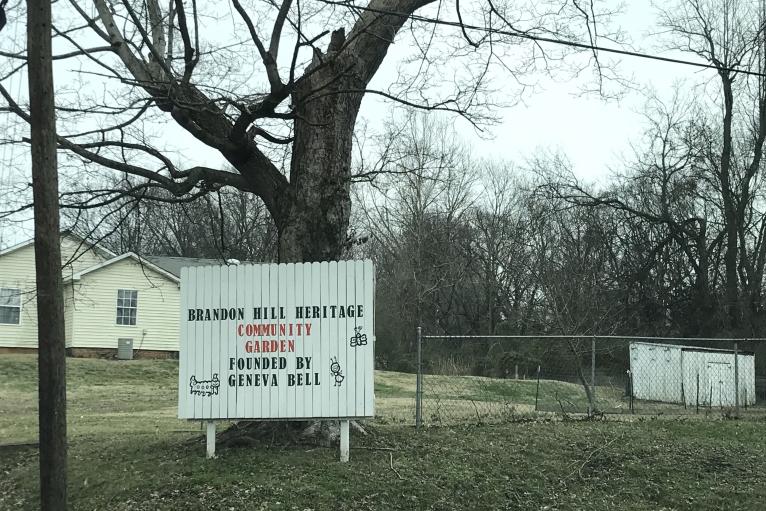 BRANDON HILL HERITAGE
COMMUNITY
GARDEN
FOUNDED BY
GENEVA BELL